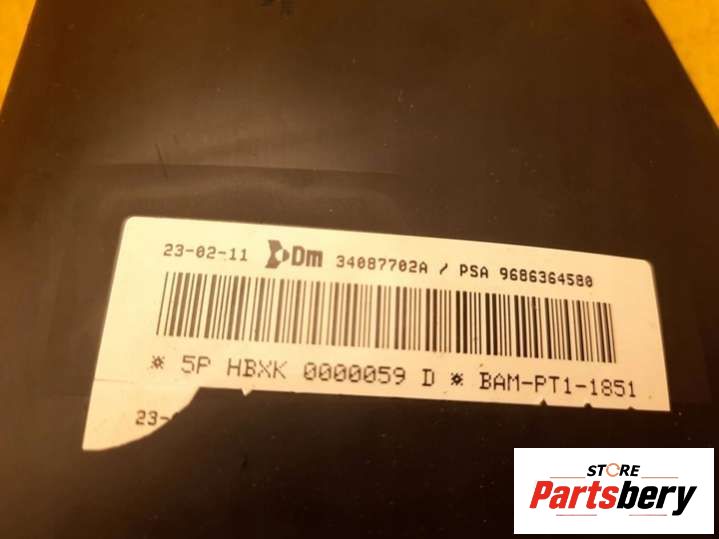 23-02-11 Dm 34087702A / PSA 9686364580
* 5P HBXK 0000059 D * BAM-PT1-1851
23-
STORE
Partsbery